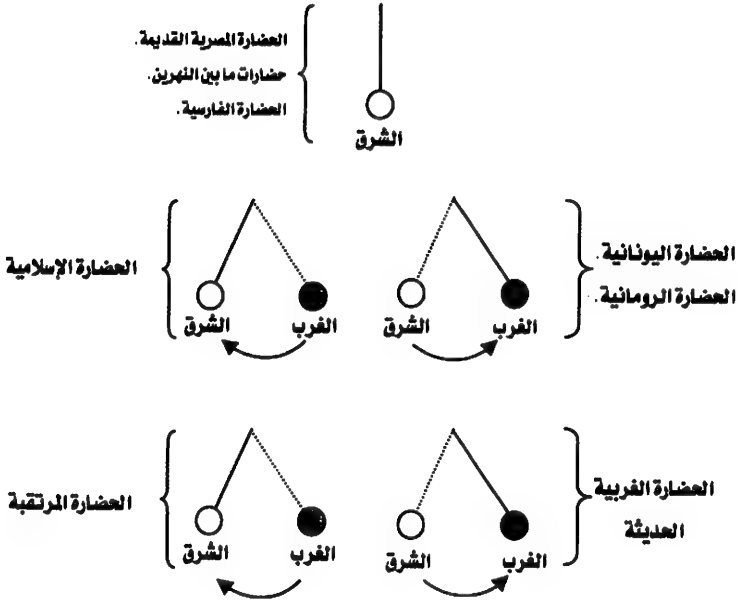 الحضارة المصرية القديمة.
حضارات ما بين النهرين.
الحضارة الفارسية.
الشرق
الحضارة اليونانية.
الحضارة الرومانية.
الغرب
الشرق
الغرب
الشرق
الحضارة الإسلامية
الحضارة الغربية
الحديثة
الغرب
الشرق
الغرب
الشرق
الحضارة المرتقبة